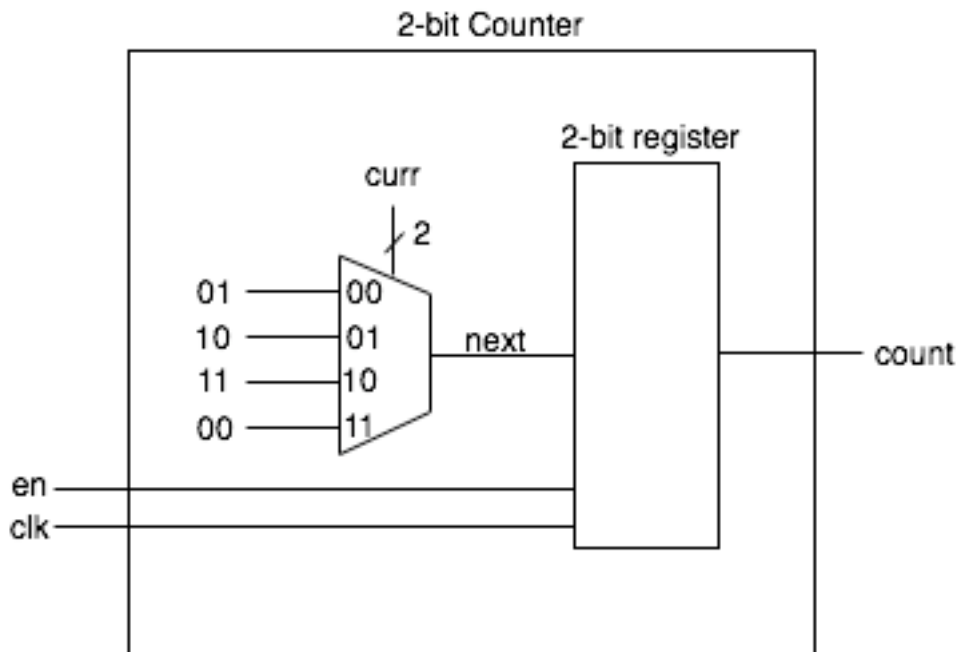 2-bit Counter
2-bit register
curr
2
01 00
10 01
next
count
11 10
00 11
en
clk